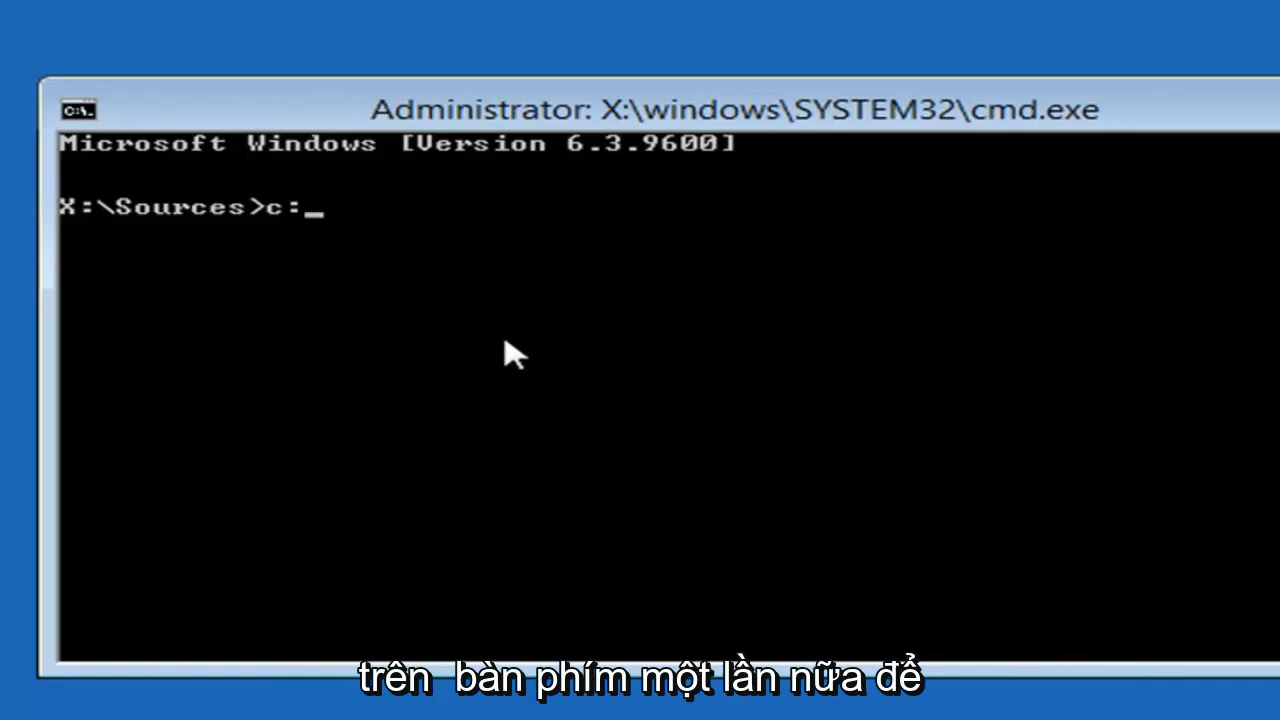 C:\.
Administrator: X:\windows\SYSTEM32\cmd.exe
Microsoft Windows [Version 6.3.9600]
X:\Sources>c:_
trên bàn phím một lần nữa để